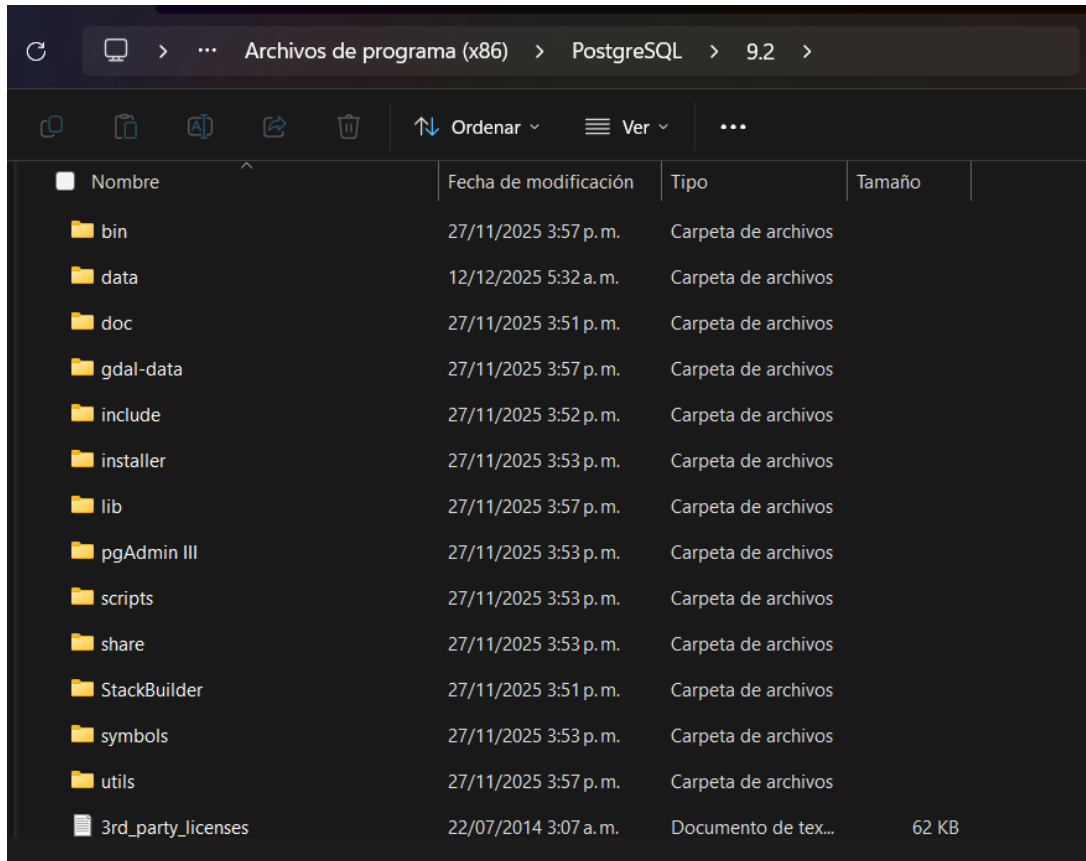 ··· Archivos de programa (x86) > PostgreSQL > 9.2 >
Ordenar Ver ···
Nombre Fecha de modificación Tipo Tamaño
bin 27/11/2025 3:57 p. m. Carpeta de archivos
data 12/12/2025 5:32 a. m. Carpeta de archivos
doc 27/11/2025 3:51 p. m. Carpeta de archivos
gdal-data 27/11/2025 3:57 p. m. Carpeta de archivos
include 27/11/2025 3:52 p. m. Carpeta de archivos
installer 27/11/2025 3:53 p. m. Carpeta de archivos
lib 27/11/2025 3:57 p. m. Carpeta de archivos
pgAdmin III 27/11/2025 3:53 p. m. Carpeta de archivos
scripts 27/11/2025 3:53 p. m. Carpeta de archivos
share 27/11/2025 3:53 p. m. Carpeta de archivos
StackBuilder 27/11/2025 3:51 p. m. Carpeta de archivos
symbols 27/11/2025 3:53 p. m. Carpeta de archivos
utils 27/11/2025 3:57 p. m. Carpeta de archivos
3rd_party_licenses 22/07/2014 3:07 a. m. Documento de tex... 62 KB